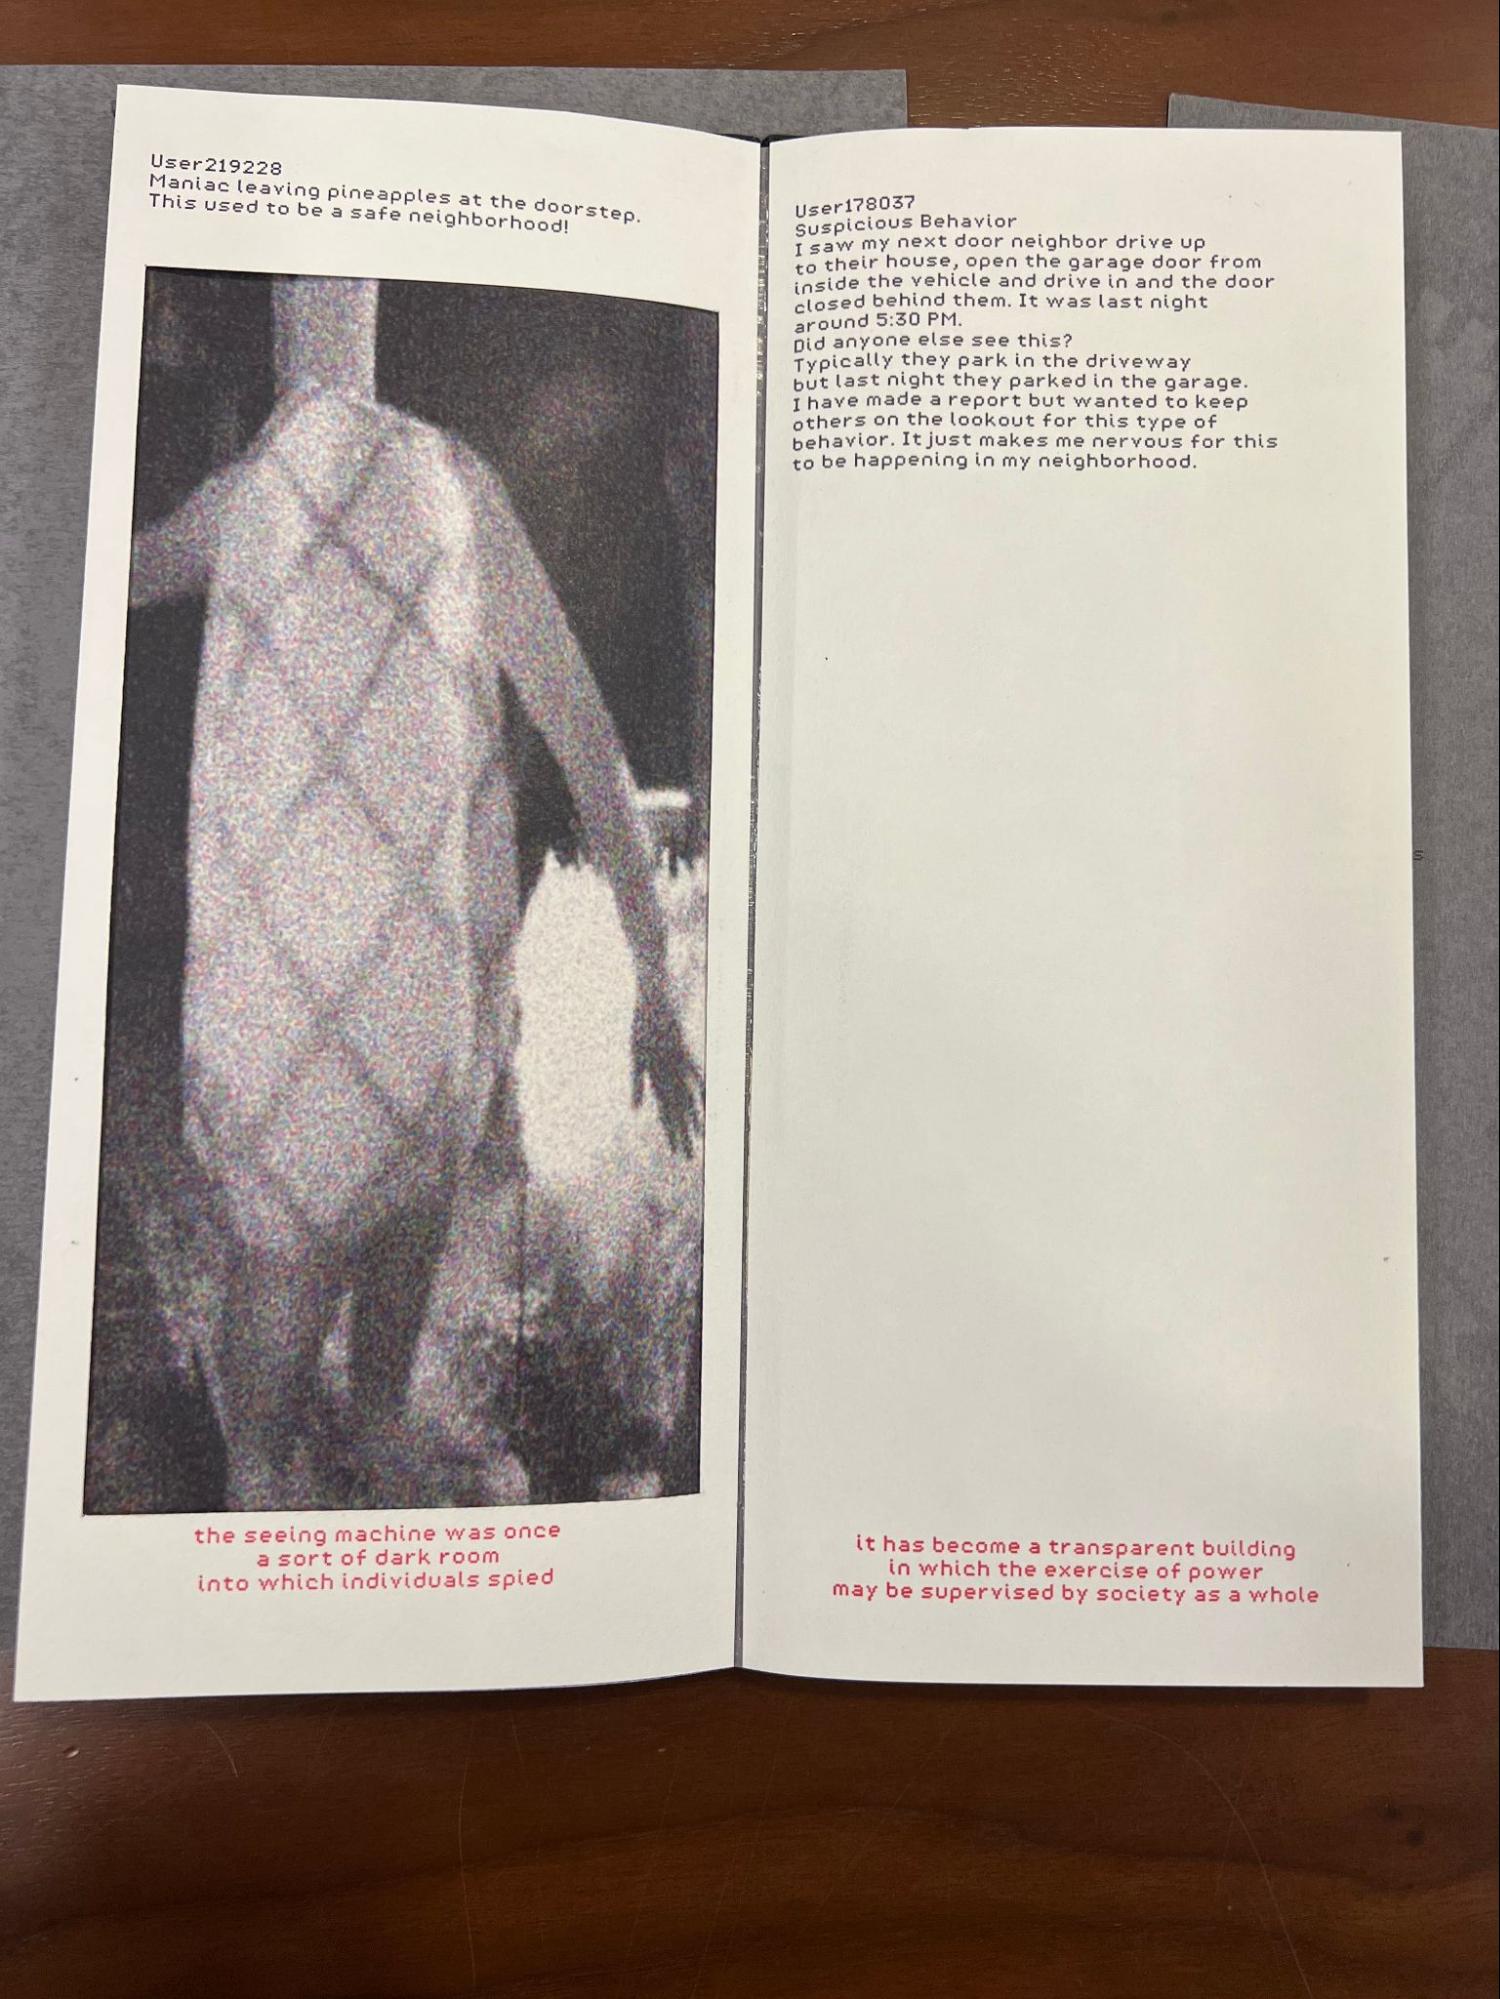 User219228
Maniac leaving pineapples at the doorstep.
This used to be a safe neighborhood!
the seeing machine was once
a sort of dark room
into which individuals spied
User178037
Suspicious Behavior
I saw my next door neighbor drive up
to their house, open the garage door from
inside the vehicle and drive in and the door
closed behind them. It was last night
around 5:30 PM.
Did anyone else see this?
Typically they park in the driveway
but last night they parked in the garage.
I have made a report but wanted to keep
others on the lookout for this type of
behavior. It just makes me nervous for this
to be happening in my neighborhood.
it has become a transparent building
in which the exercise of power
may be supervised by society as a whole
s